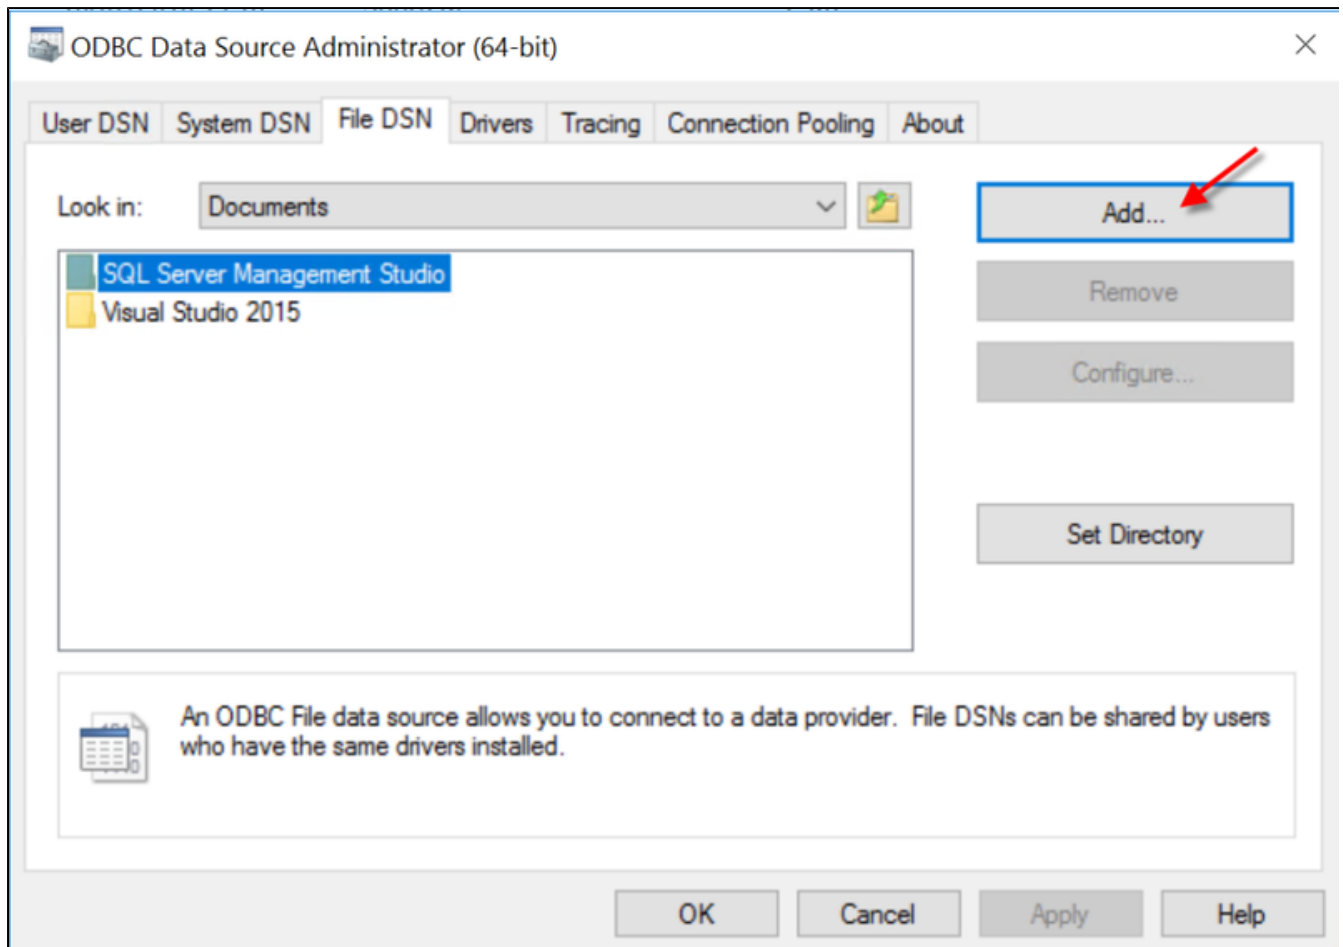 ODBC Data Source Administrator (64-bit)
User DSN System DSN File DSN Drivers Tracing Connection Pooling About
Look in: Documents
Add...
SQL Server Management Studio
Remove
Visual Studio 2015
Configure...
Set Directory
An ODBC File data source allows you to connect to a data provider. File DSNs can be shared by users
who have the same drivers installed.
OK Cancel Apply Help